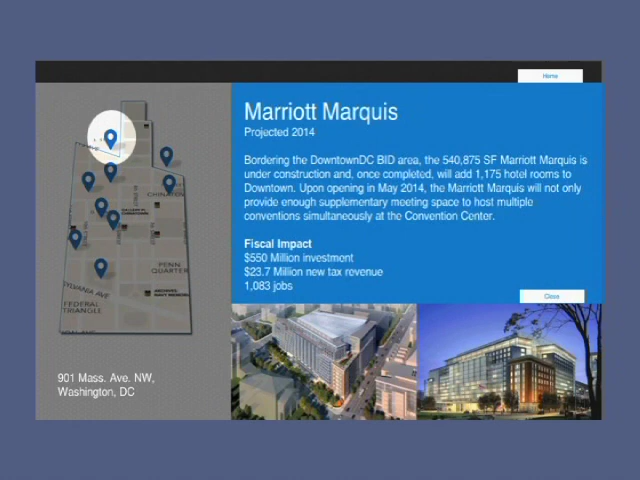 Home
Marriott Marquis
Projected 2014
Bordering the DowntownDC BID area, the 540,875 SF Marriott Marquis is
under construction and, once completed, will add 1,175 hotel rooms to
Downtown. Upon opening in May 2014, the Marriott Marquis will not only
provide enough supplementary meeting space to host multiple
conventions simultaneously at the Convention Center.
Fiscal Impact
$550 Million investment
$23.7 Million new tax revenue
1,083 jobs
Close
PENN
QUARTER
FEDERAL
TRIANGLE
901 Mass. Ave. NW,
Washington, DC